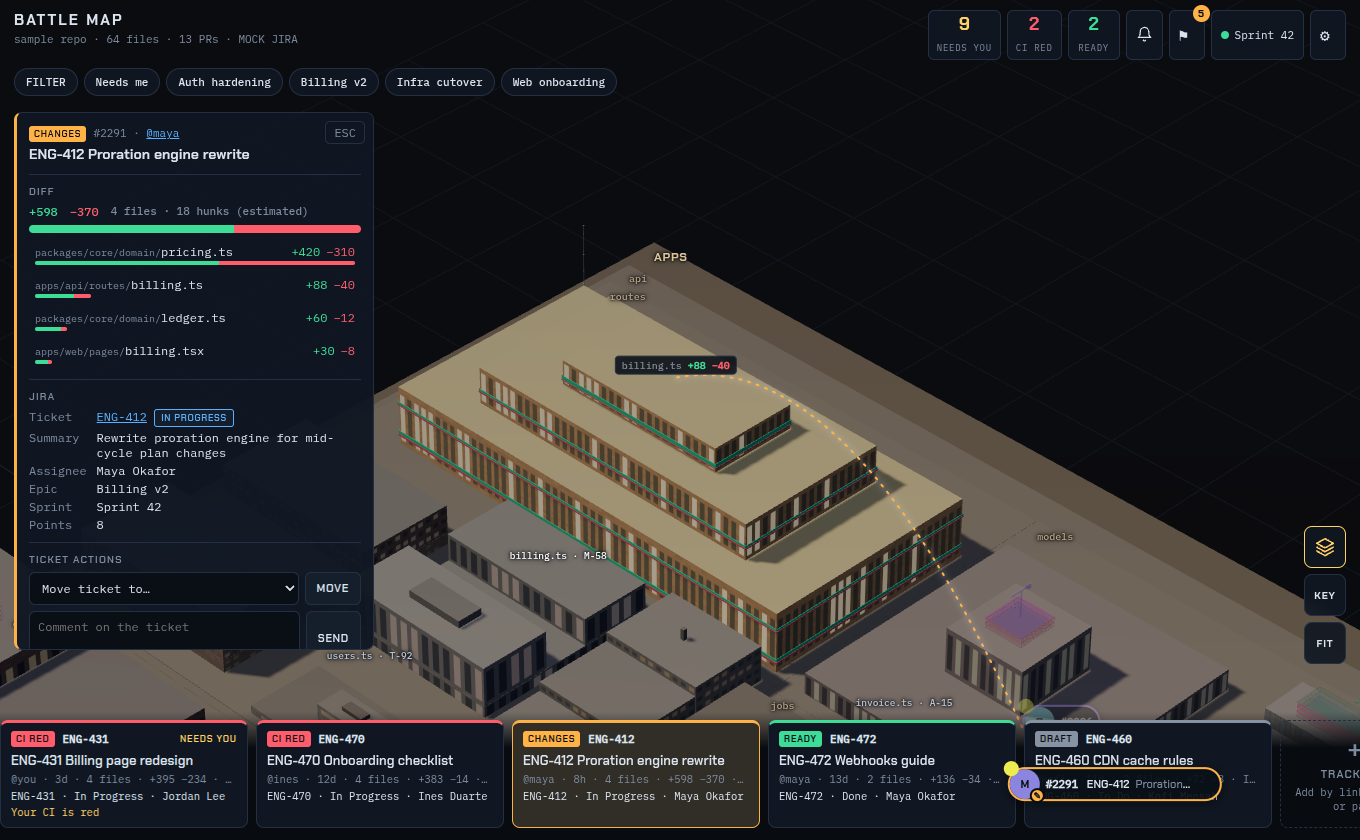 BATTLE MAP
sample repo · 64 files · 13 PRs · MOCK JIRA
9
NEEDS YOU
2
CI RED
2
READY
5
Sprint 42
FILTER
Needs me
Auth hardening
Billing v2
Infra cutover
Web onboarding
CHANGES #2291 · @maya
ESC
ENG-412 Proration engine rewrite
DIFF
+598 −370 4 files · 18 hunks (estimated)
packages/core/domain/pricing.ts +420 −310
apps/api/routes/billing.ts +88 −40
packages/core/domain/ledger.ts +60 −12
apps/web/pages/billing.tsx +30 −8
JIRA
Ticket ENG-412 IN PROGRESS
Summary Rewrite proration engine for mid-
cycle plan changes
Assignee Maya Okafor
Epic Billing v2
Sprint Sprint 42
Points 8
TICKET ACTIONS
Move ticket to…
MOVE
Comment on the ticket
SEND
APPS
api
routes
billing.ts +88 −40
billing.ts · M-58
models
users.ts · T-92
jobs
invoice.ts · A-15
KEY
FIT
CI RED ENG-431 NEEDS YOU
ENG-431 Billing page redesign
@you · 3d · 4 files · +395 −234 · …
ENG-431 · In Progress · Jordan Lee
Your CI is red
CI RED ENG-470
ENG-470 Onboarding checklist
@ines · 12d · 4 files · +383 −14 ·…
ENG-470 · In Progress · Ines Duarte
CHANGES ENG-412
ENG-412 Proration engine rewrite
@maya · 8h · 4 files · +598 −370 ·…
ENG-412 · In Progress · Maya Okafor
READY ENG-472
ENG-472 Webhooks guide
@maya · 13d · 2 files · +136 −34 ·…
ENG-472 · Done · Maya Okafor
DRAFT ENG-460
ENG-460 CDN cache rules
M #2291 ENG-412 Proration…
TRACK
Add by lin
or pa